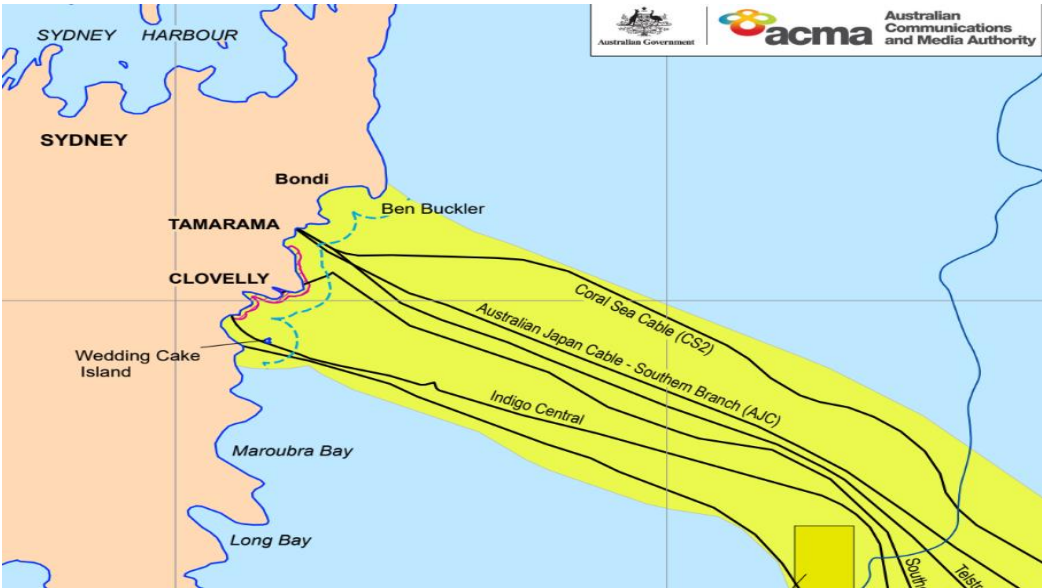 SYDNEY HARBOUR
Australian Government
acma
Australian
Communications
and Media Authority
SYDNEY
Bondi
Ben Buckler
TAMARAMA
CLOVELLY
Coral Sea Cable (CS2)
Australian Japan Cable - Southern Branch (AJC)
Wedding Cake
Island
Indigo Central
Maroubra Bay
Long Bay